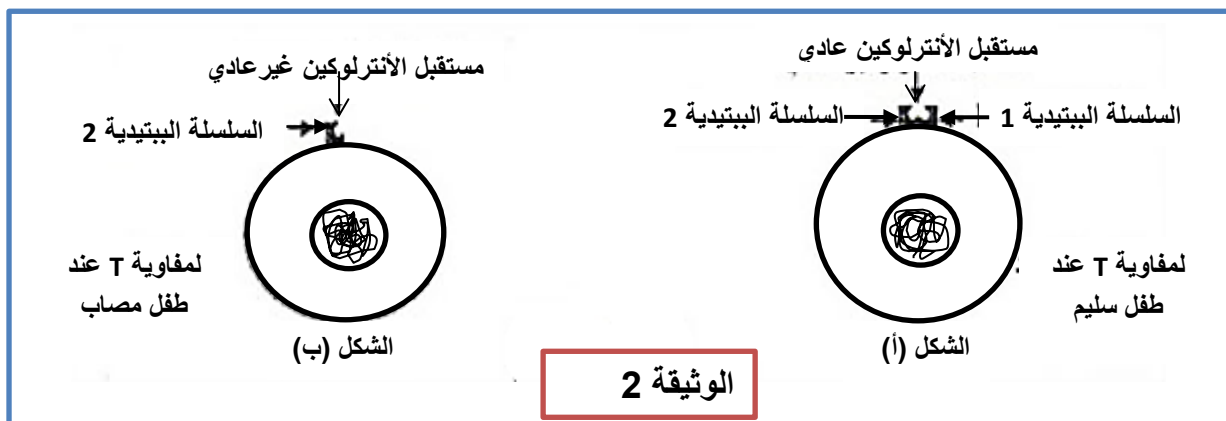 مستقبل الأنترلوكين عادي
السلسلة الببتيدية 1
السلسلة الببتيدية 2
لمفاوية T عند
طفل سليم
الشكل (أ)
مستقبل الأنترلوكين غيرعادي
السلسلة الببتيدية 2
لمفاوية T عند
طفل مصاب
الشكل (ب)
الوثيقة 2